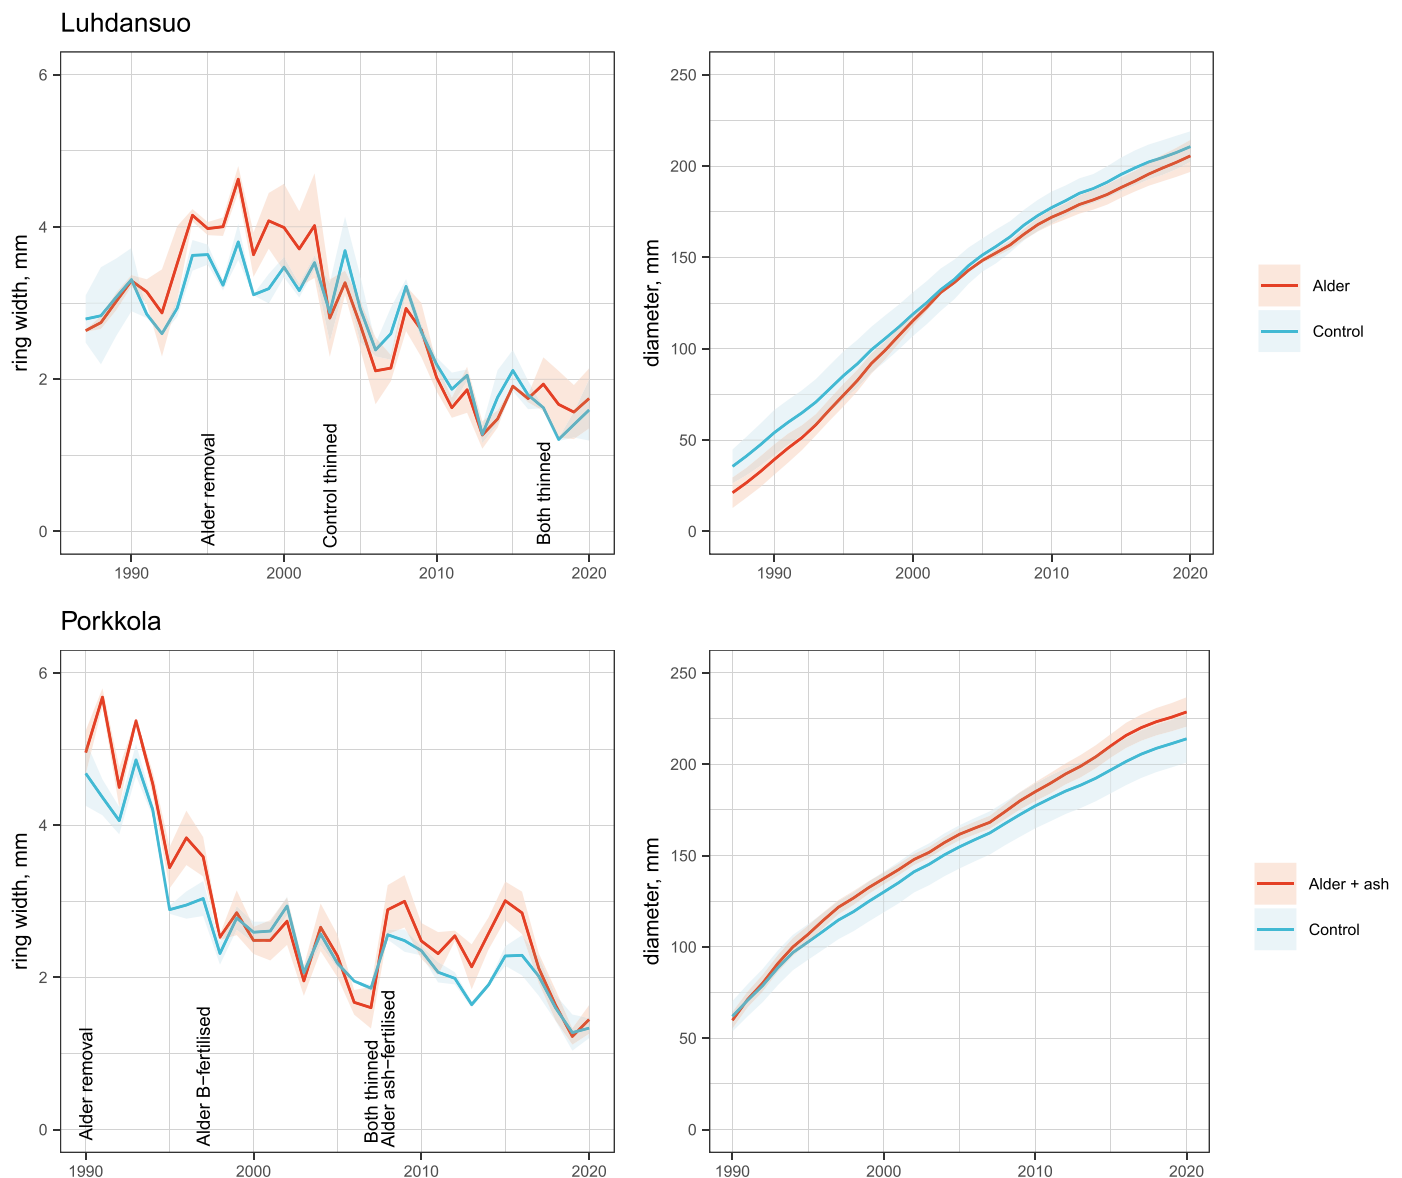 Luhdansuo
ring width, mm
6
4
2
0
Alder removal
Control thinned
Both thinned
1990
2000
2010
2020
diameter, mm
250
200
150
100
50
0
1990
2000
2010
2020
Alder
Control
Porkkola
ring width, mm
6
4
2
0
Alder removal
Alder B−fertilised
Both thinned
Alder ash−fertilised
1990
2000
2010
2020
diameter, mm
250
200
150
100
50
0
1990
2000
2010
2020
Alder + ash
Control